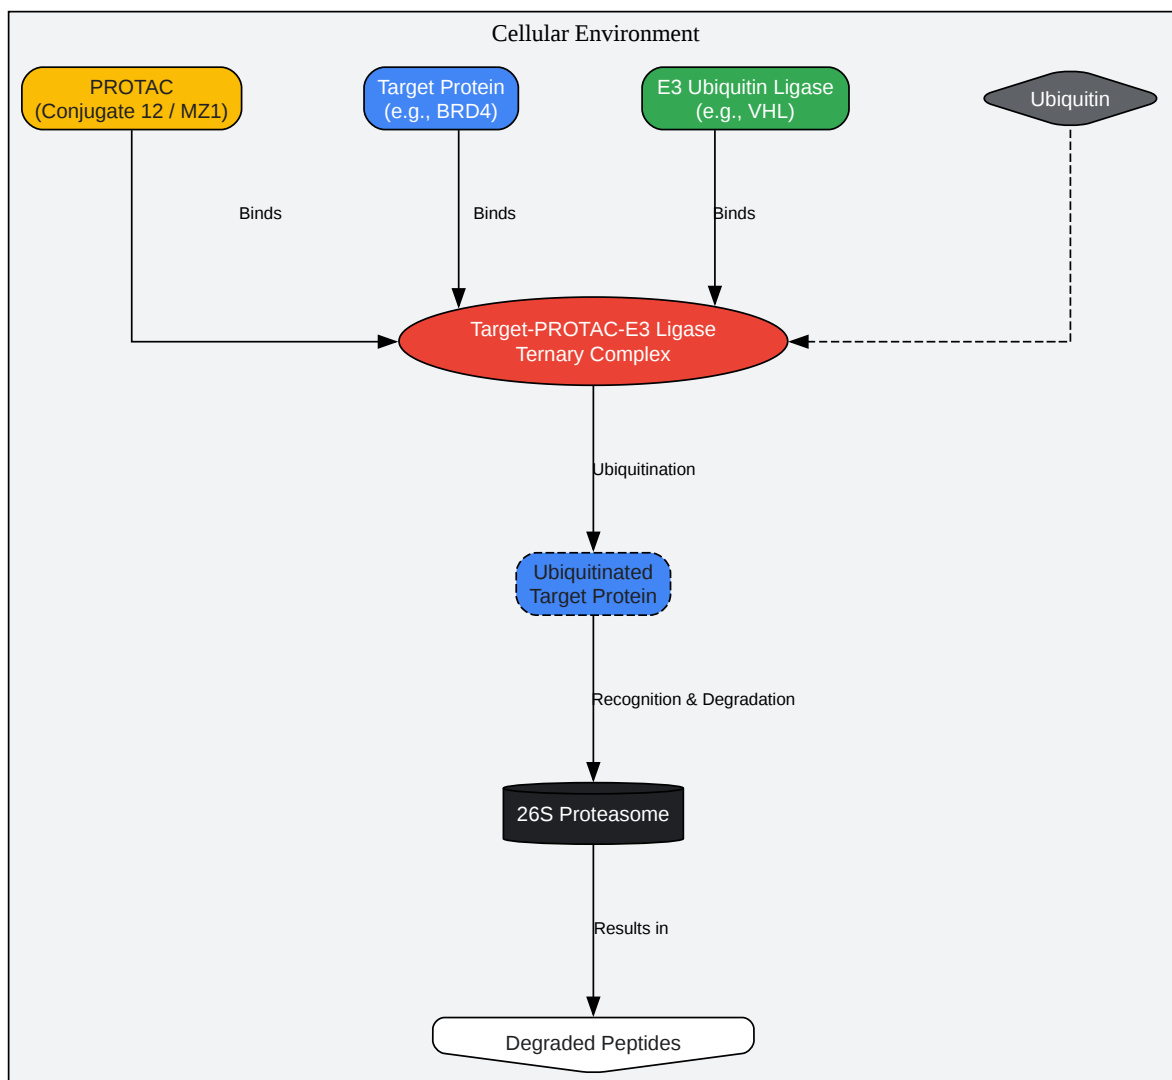 Cellular Environment
PROTAC
(Conjugate 12 / MZ1)
Target Protein
(e.g., BRD4)
E3 Ubiquitin Ligase
(e.g., VHL)
Ubiquitin
Binds
Binds
Binds
Target-PROTAC-E3 Ligase
Ternary Complex
Ubiquitination
Ubiquitinated
Target Protein
Recognition & Degradation
26S Proteasome
Results in
Degraded Peptides